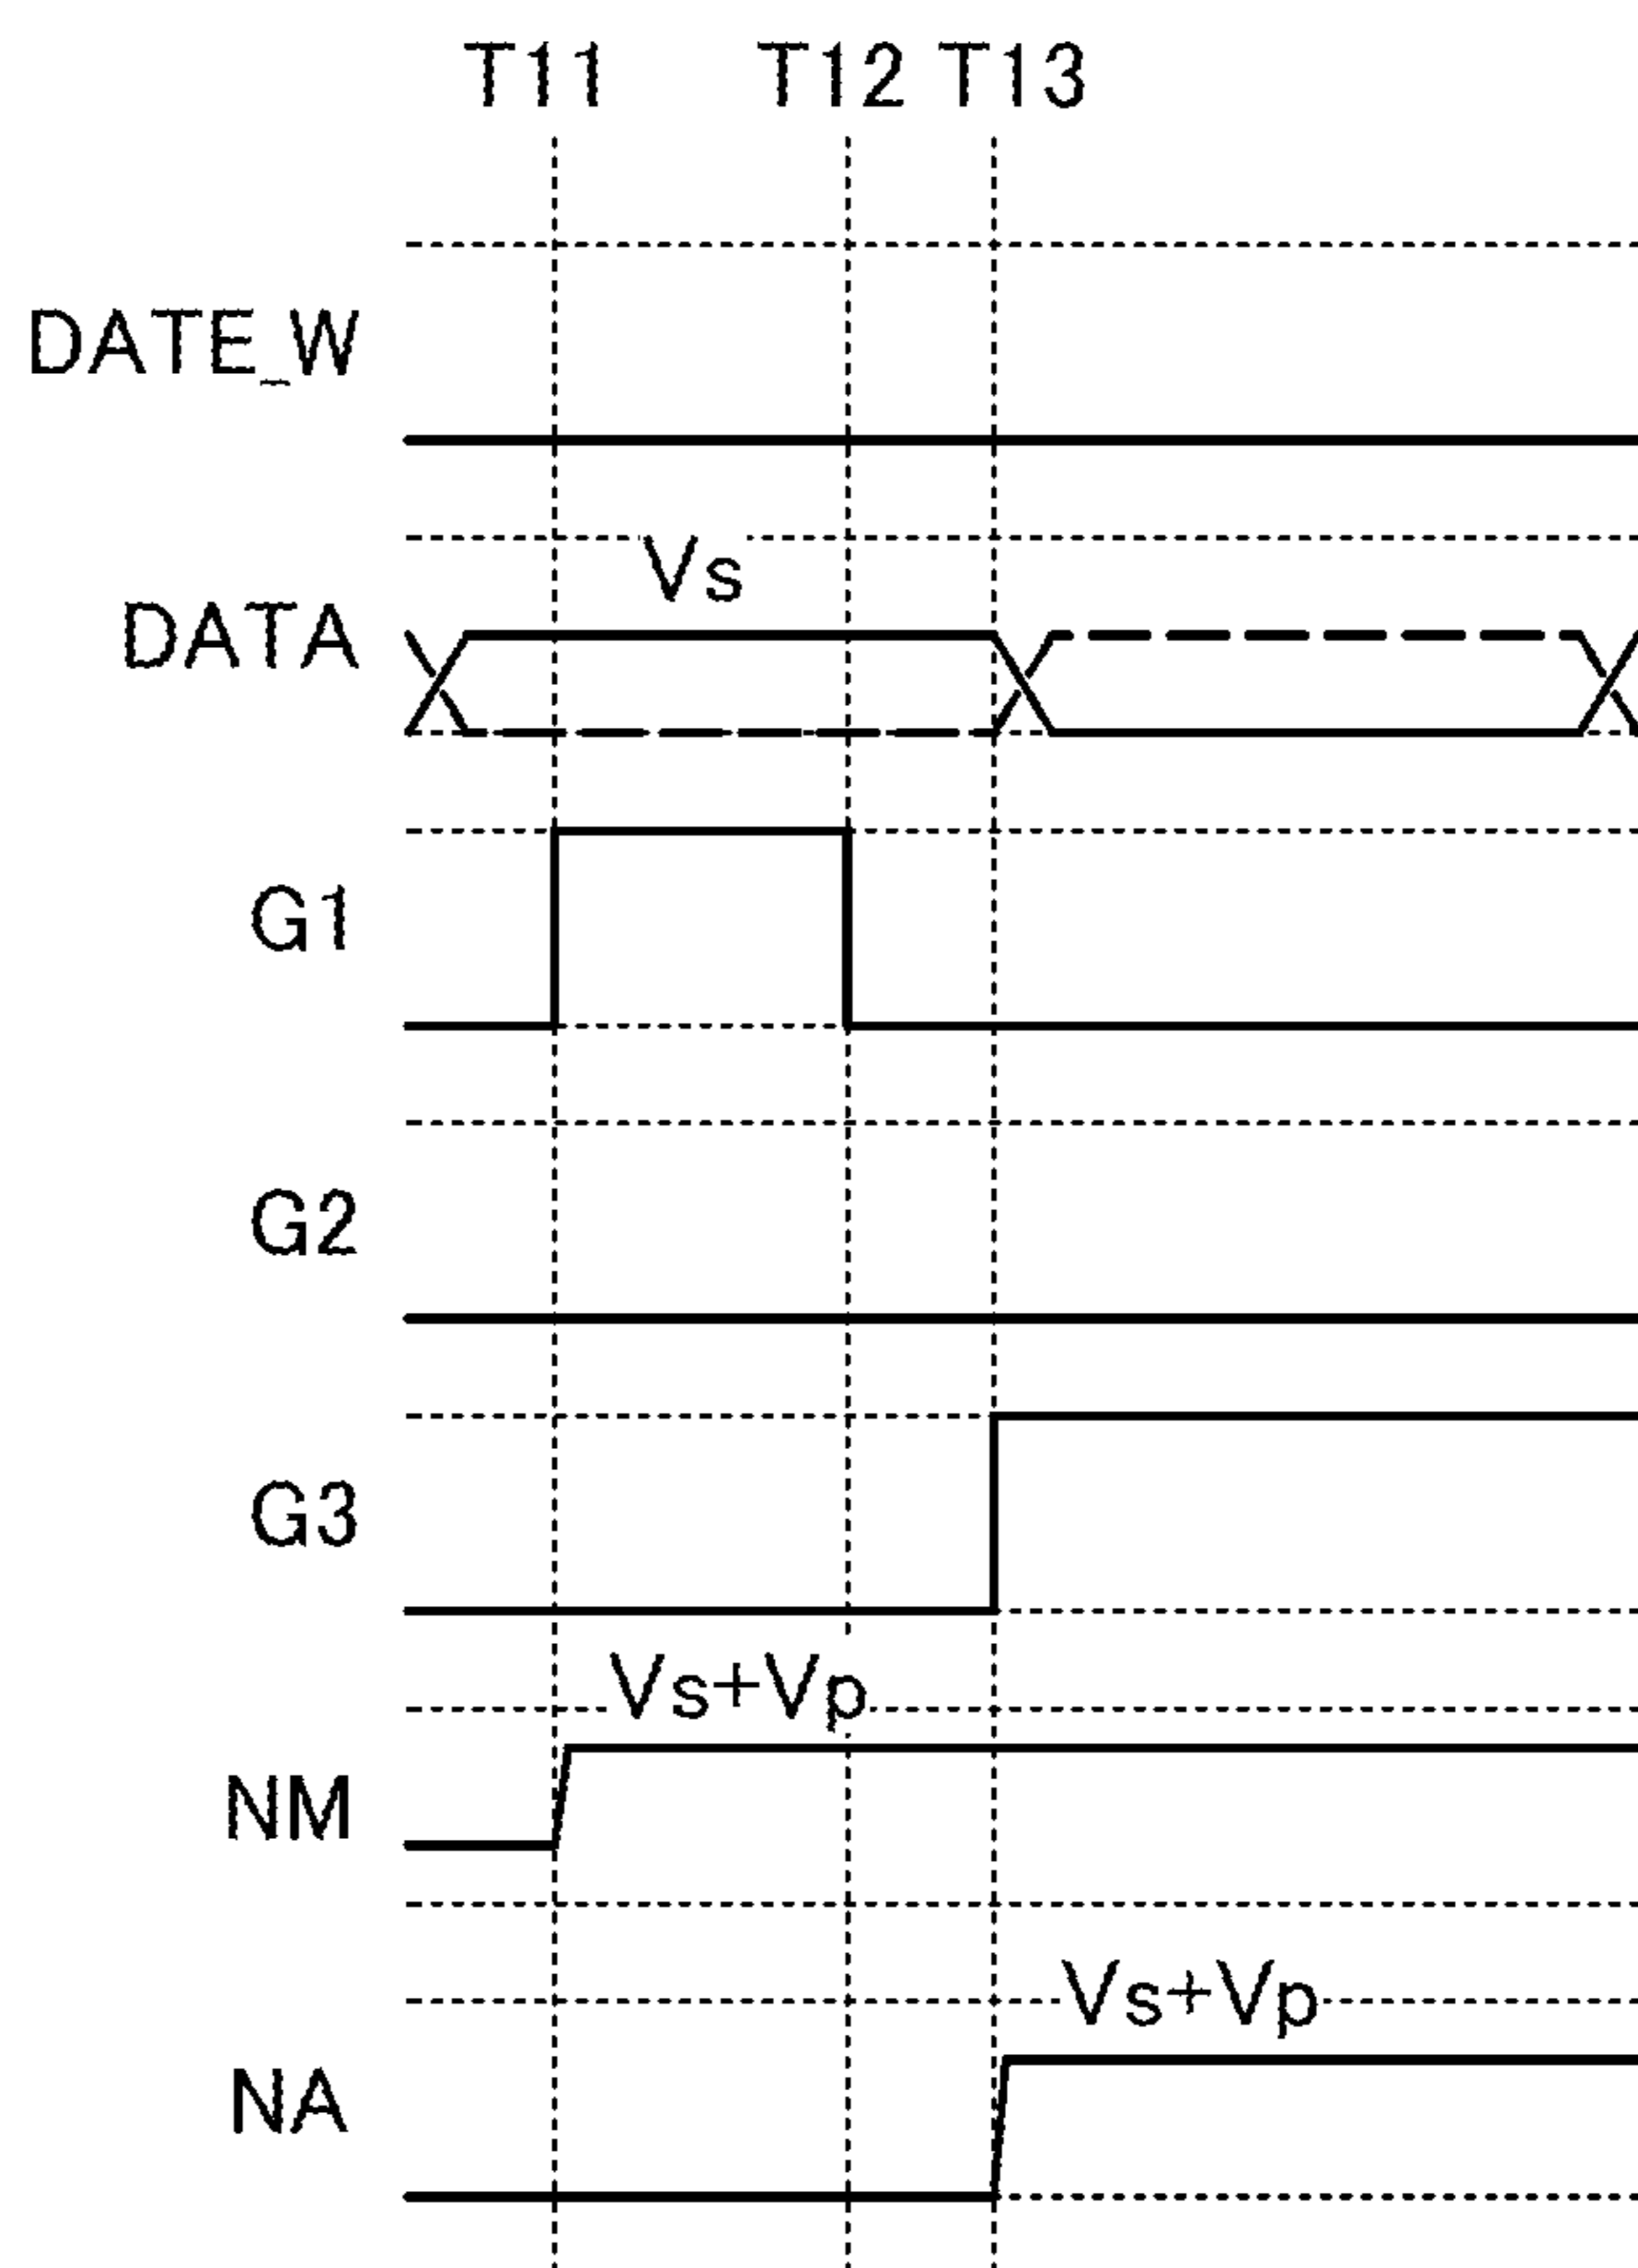 T11 T12 T13
DATE_W
Vs
DATA
G1
G2
G3
Vs+Vp
NM
Vs+Vp
NA